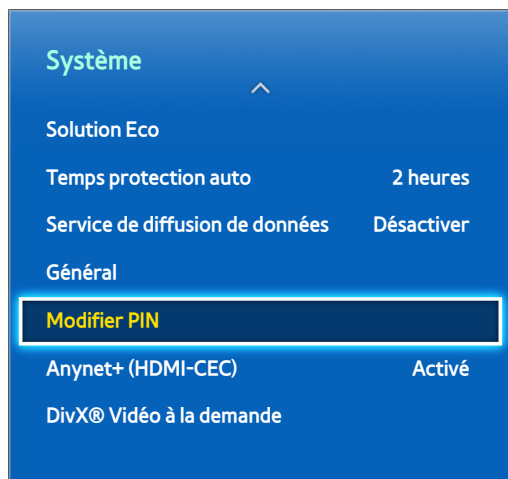 Système
Solution Eco
Temps protection auto 2 heures
Service de diffusion de données Désactiver
Général
Modifier PIN
Anynet+ (HDMI-CEC) Activé
DivX® Vidéo à la demande